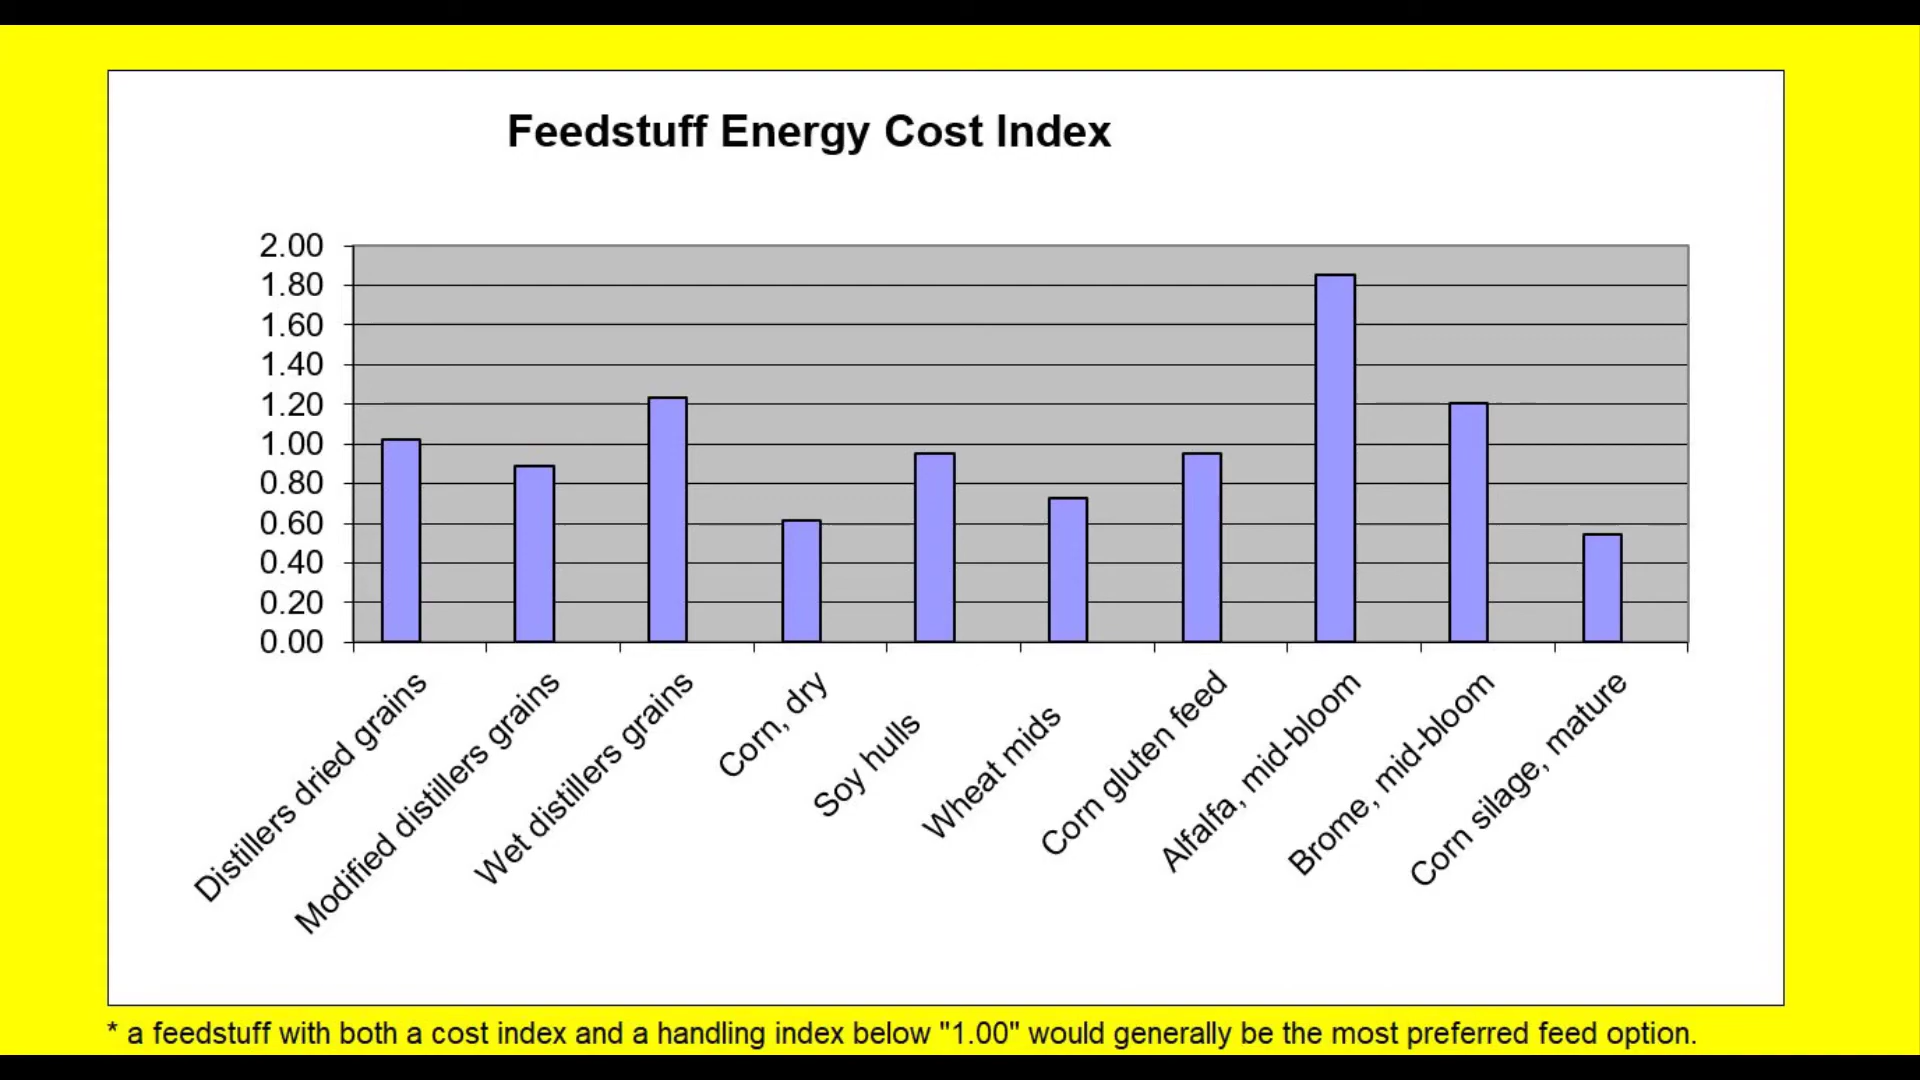 Feedstuff Energy Cost Index
2.00
1.80
1.60
1.40
1.20
1.00
0.80
0.60
0.40
0.20
0.00
Distillers dried grains
Modified distillers grains
Wet distillers grains
Corn, dry
Soy hulls
Wheat mids
Corn gluten feed
Alfalfa, mid-bloom
Brome, mid-bloom
Corn silage, mature
* a feedstuff with both a cost index and a handling index below "1.00" would generally be the most preferred feed option.